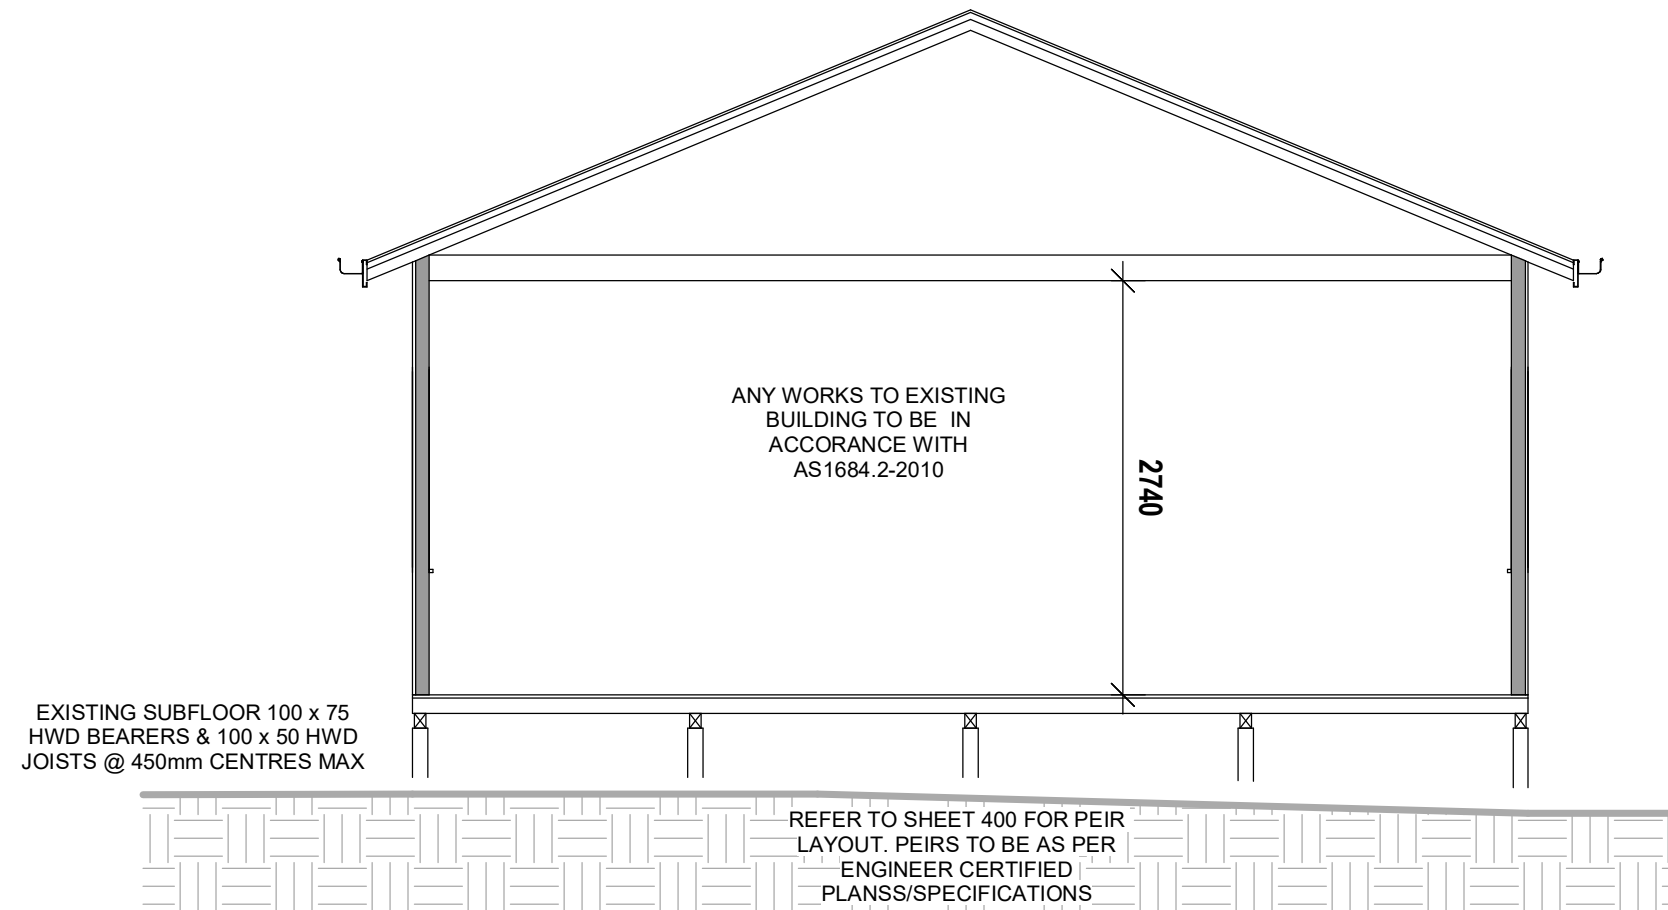 ANY WORKS TO EXISTING
BUILDING TO BE IN
ACCORANCE WITH
AS1684.2-2010
2740
EXISTING SUBFLOOR 100 x 75
HWD BEARERS & 100 x 50 HWD
JOISTS @ 450mm CENTRES MAX
REFER TO SHEET 400 FOR PEIR
LAYOUT. PEIRS TO BE AS PER
ENGINEER CERTIFIED
PLANSS/SPECIFICATIONS